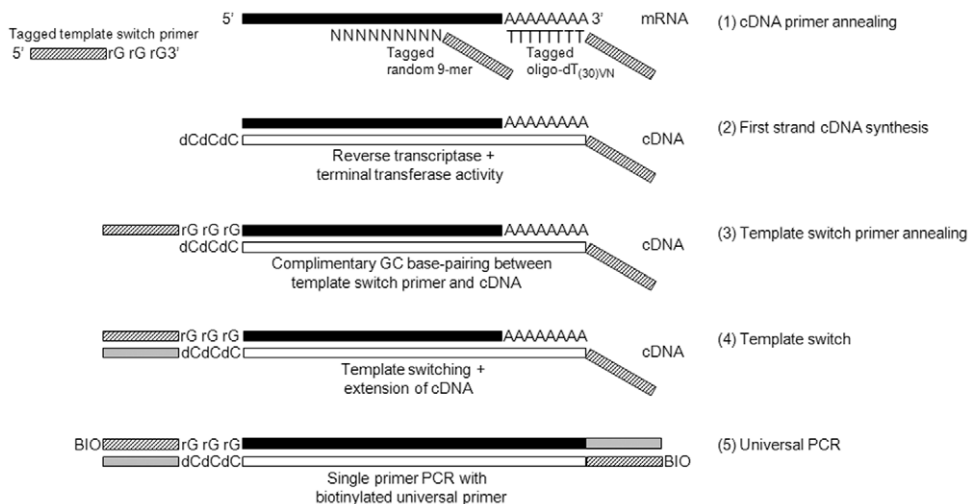 5' AAAAAAAA 3' mRNA (1) cDNA primer annealing
Tagged template switch primer
5' rG rG rG3'
NNNNNNNNN TTTTTTTT
Tagged random 9-mer
Tagged oligo-dT(30)VN
AAAAAAAA
dCdCdC cDNA (2) First strand cDNA synthesis
Reverse transcriptase +
terminal transferase activity
rG rG rG AAAAAAAA
dCdCdC cDNA (3) Template switch primer annealing
Complimentary GC base-pairing between
template switch primer and cDNA
rG rG rG AAAAAAAA (4) Template switch
dCdCdC cDNA
Template switching +
extension of cDNA
BIO rG rG rG (5) Universal PCR
dCdCdC BIO
Single primer PCR with
biotinylated universal primer